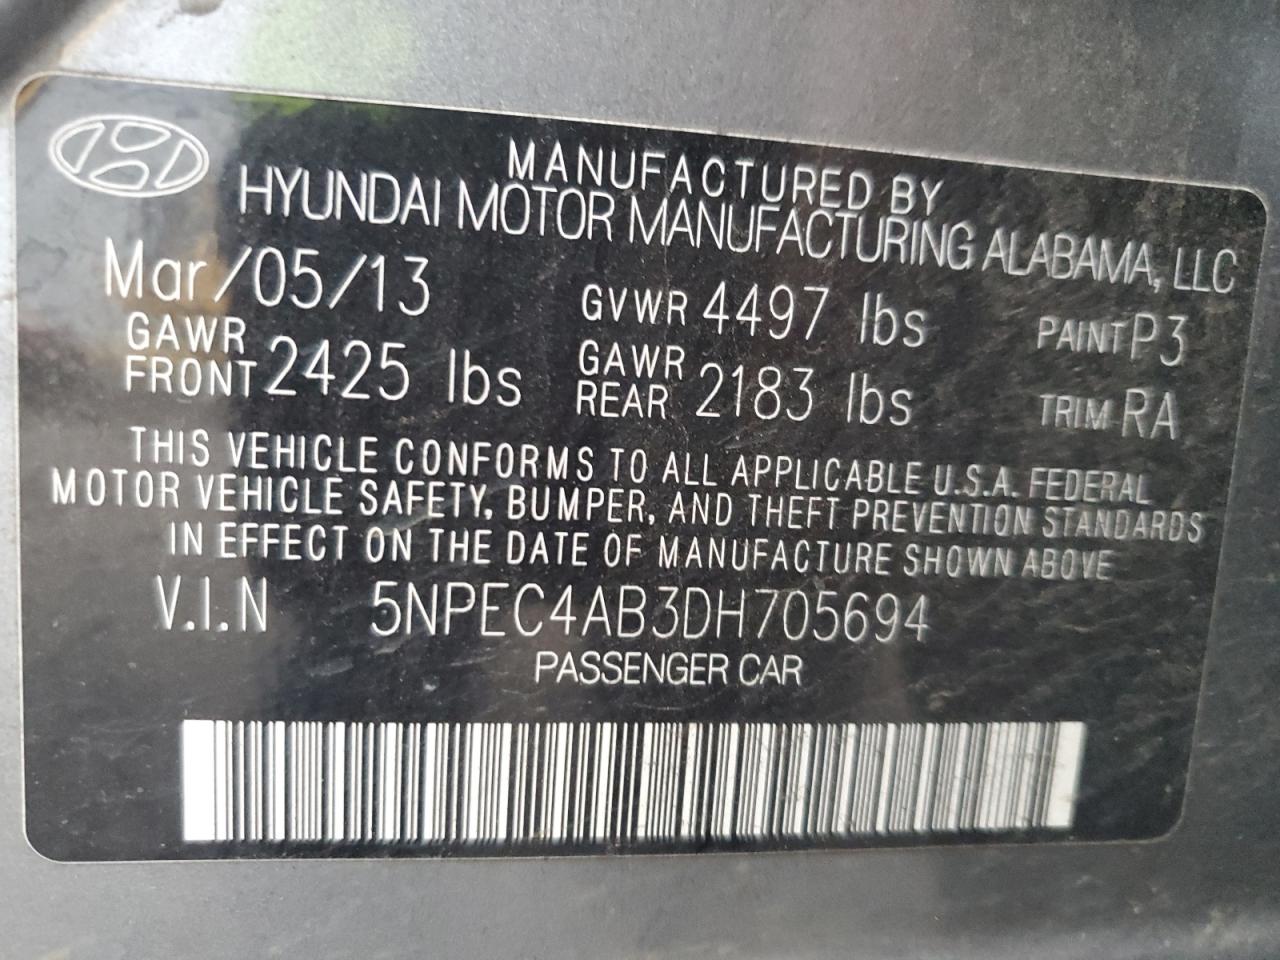 MANUFACTURED BY
HYUNDAI MOTOR MANUFACTURING ALABAMA, LLC
Mar/05/13 GVWR 4497 lbs PAINT P3
GAWR FRONT 2425 lbs GAWR REAR 2183 lbs TRIM RA
THIS VEHICLE CONFORMS TO ALL APPLICABLE U.S.A. FEDERAL
MOTOR VEHICLE SAFETY, BUMPER, AND THEFT PREVENTION STANDARDS
IN EFFECT ON THE DATE OF MANUFACTURE SHOWN ABOVE
V.I.N 5NPEC4AB3DH705694
PASSENGER CAR